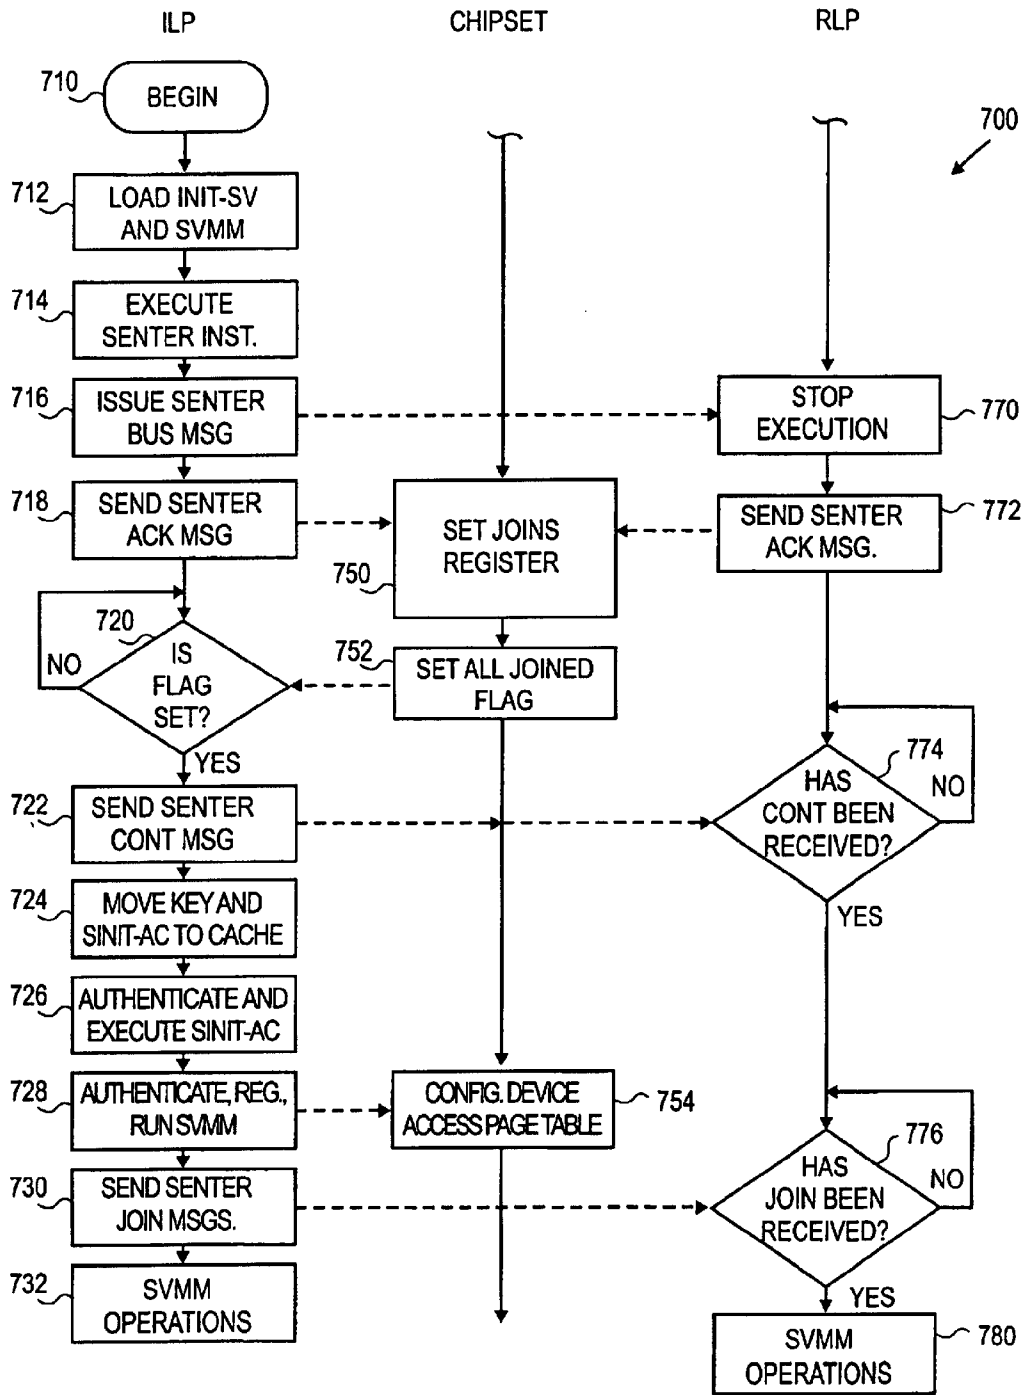 ILP
CHIPSET
RLP
700
710
BEGIN
712
LOAD INIT-SV
AND SVMM
714
EXECUTE
SENTER INST.
716
ISSUE SENTER
BUS MSG
STOP
EXECUTION
770
718
SEND SENTER
ACK MSG
SET JOINS
REGISTER
750
SEND SENTER
ACK MSG.
772
720
IS
FLAG
SET?
NO
YES
752
SET ALL JOINED
FLAG
774
HAS
CONT BEEN
RECEIVED?
NO
YES
722
SEND SENTER
CONT MSG
724
MOVE KEY AND
SINIT-AC TO CACHE
726
AUTHENTICATE AND
EXECUTE SINIT-AC
728
AUTHENTICATE, REG.,
RUN SVMM
CONFIG. DEVICE
ACCESS PAGE TABLE
754
776
HAS
JOIN BEEN
RECEIVED?
NO
YES
730
SEND SENTER
JOIN MSGS.
732
SVMM
OPERATIONS
SVMM
OPERATIONS
780